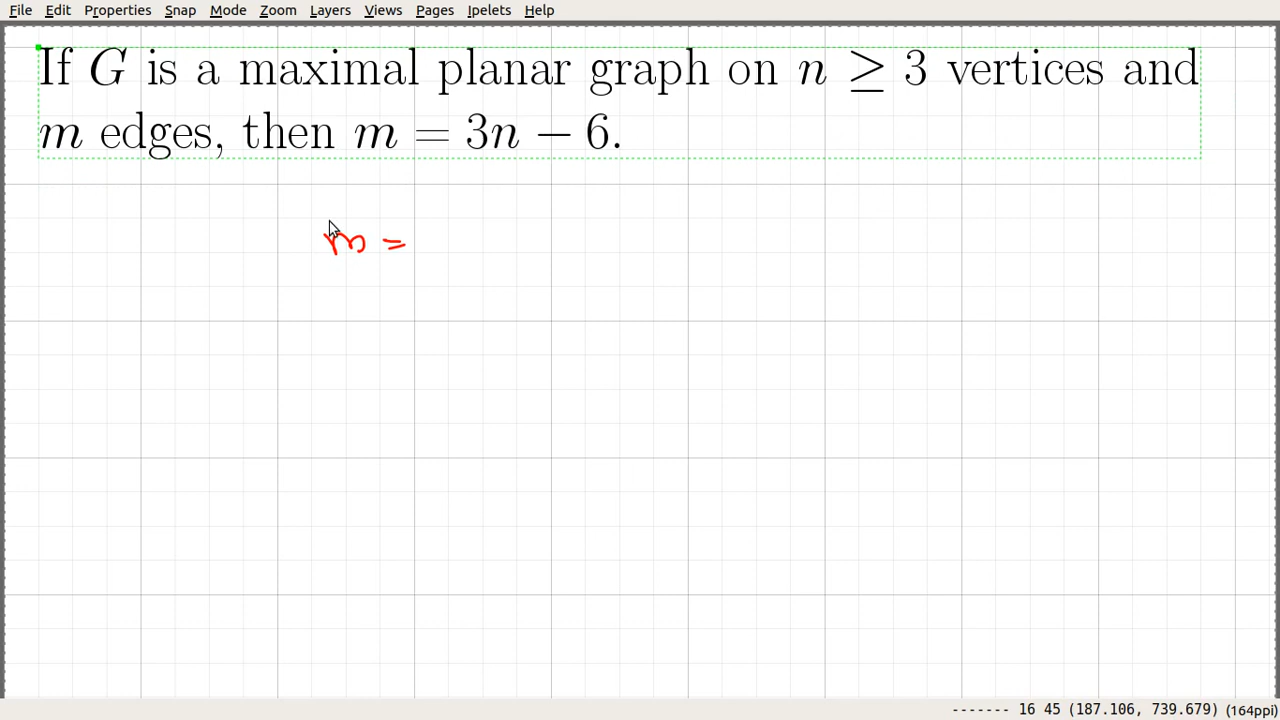 File Edit Properties Snap Mode Zoom Layers Views Pages Ipelets Help
If G is a maximal planar graph on n ≥ 3 vertices and
m edges, then m = 3n − 6.
m =
------- 16 45 (187.106, 739.679) (164ppi)